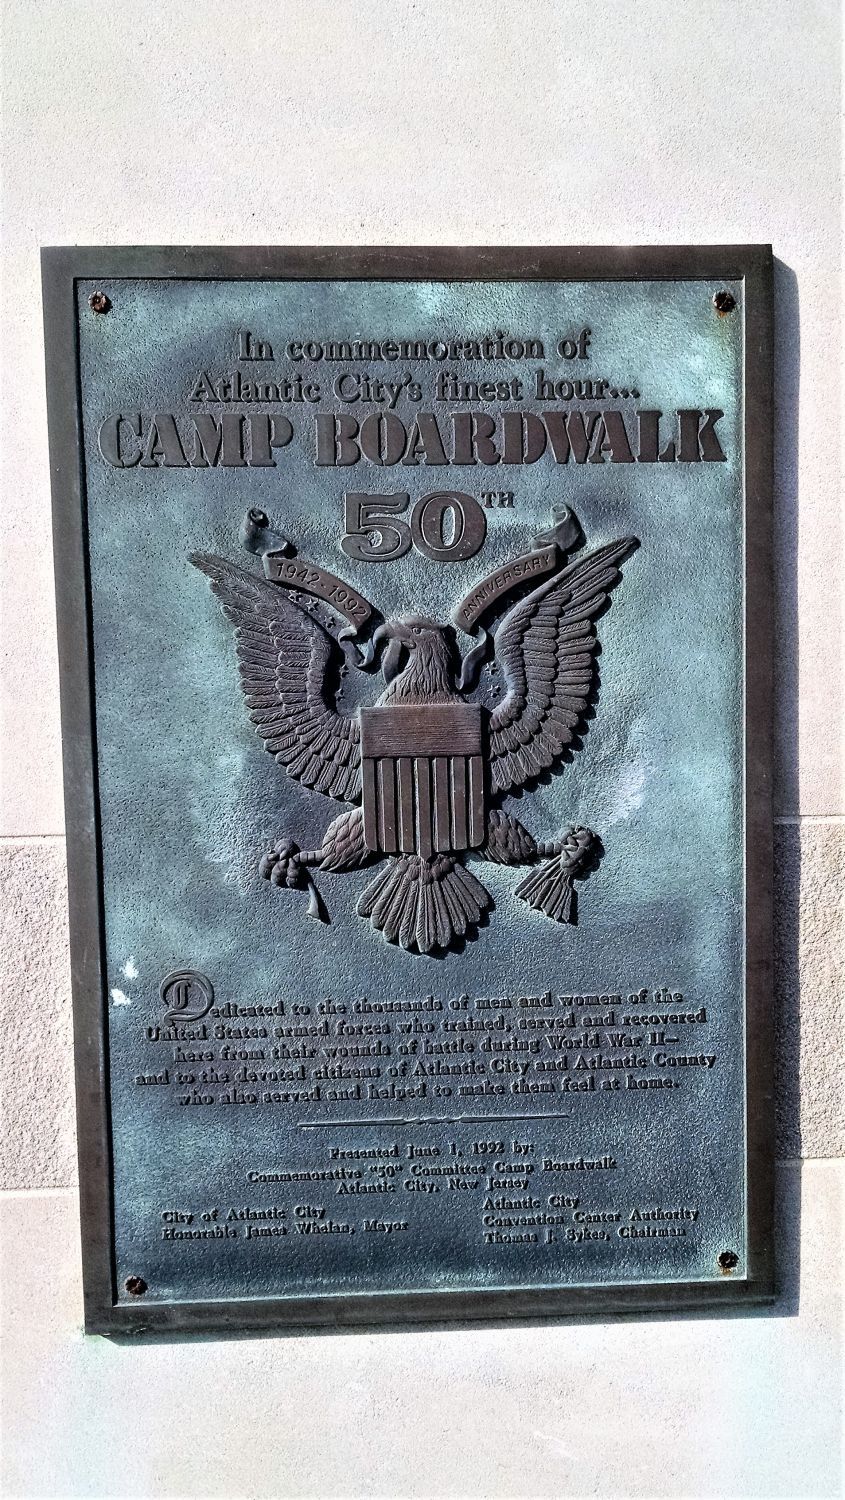 In commemoration of
Atlantic City's finest hour...
CAMP BOARDWALK
50TH
1942-1992 ANNIVERSARY
Dedicated to the thousands of men and women of the
United States armed forces who trained, served and recovered
here from their wounds of battle during World War II—
and to the devoted citizens of Atlantic City and Atlantic County
who also served and helped to make them feel at home.
Presented June 1, 1992 by:
Commemorative "50" Committee Camp Boardwalk
Atlantic City, New Jersey
City of Atlantic City
Honorable James Whelan, Mayor
Atlantic City
Convention Center Authority
Thomas J. Sykes, Chairman